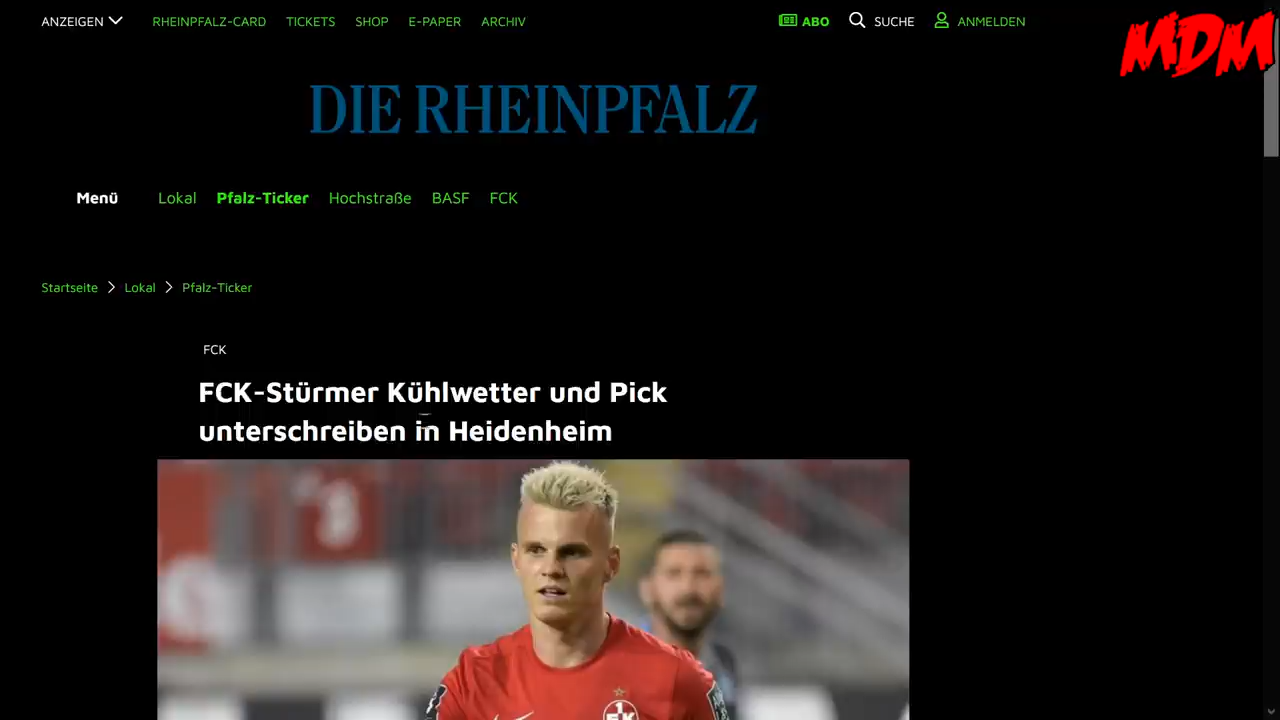 ANZEIGEN RHEINPFALZ-CARD TICKETS SHOP E-PAPER ARCHIV ABO SUCHE ANMELDEN
MDM
DIE RHEINPFALZ
Menü Lokal Pfalz-Ticker Hochstraße BASF FCK
Startseite Lokal Pfalz-Ticker
FCK
FCK-Stürmer Kühlwetter und Pick
unterschreiben in Heidenheim
1
FCK